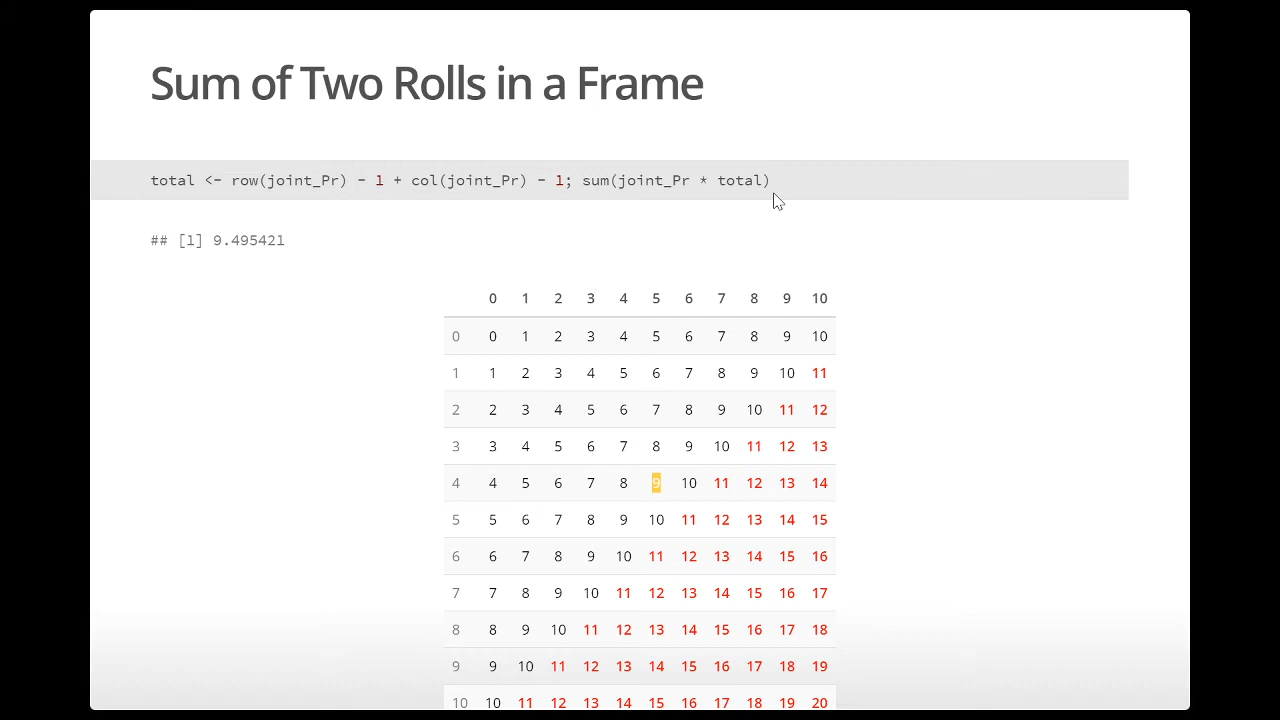 Sum of Two Rolls in a Frame
total <- row(joint_Pr) - 1 + col(joint_Pr) - 1; sum(joint_Pr * total)
## [1] 9.495421
0 1 2 3 4 5 6 7 8 9 10
0 0 1 2 3 4 5 6 7 8 9 10
1 1 2 3 4 5 6 7 8 9 10 11
2 2 3 4 5 6 7 8 9 10 11 12
3 3 4 5 6 7 8 9 10 11 12 13
4 4 5 6 7 8 9 10 11 12 13 14
5 5 6 7 8 9 10 11 12 13 14 15
6 6 7 8 9 10 11 12 13 14 15 16
7 7 8 9 10 11 12 13 14 15 16 17
8 8 9 10 11 12 13 14 15 16 17 18
9 9 10 11 12 13 14 15 16 17 18 19
10 10 11 12 13 14 15 16 17 18 19 20